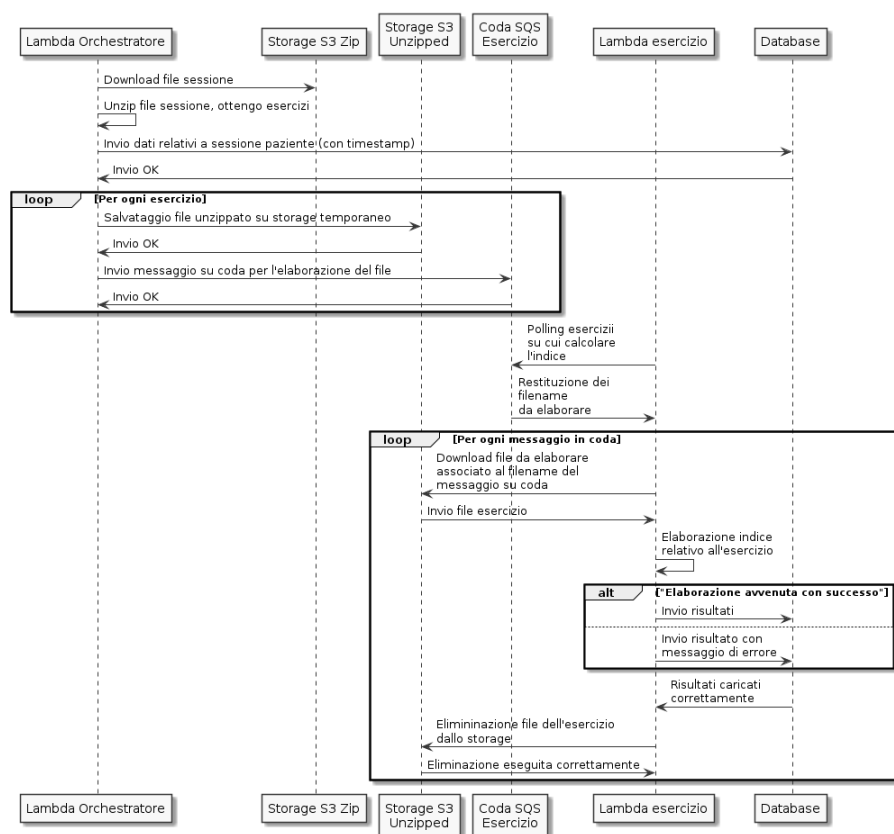 Lambda Orchestratore
Storage S3 Zip
Storage S3
Unzipped
Coda SQS
Esercizio
Lambda esercizio
Database
Download file sessione
Unzip file sessione, ottengo esercizi
Invio dati relativi a sessione paziente (con timestamp)
Invio OK
loop
[Per ogni esercizio]
Salvataggio file unzippato su storage temporaneo
Invio OK
Invio messaggio su coda per l'elaborazione del file
Invio OK
Polling esercizii
su cui calcolare
l'indice
Restituzione dei
filename
da elaborare
loop
[Per ogni messaggio in coda]
Download file da elaborare
associato al filename del
messaggio su coda
Invio file esercizio
Elaborazione indice
relativo all'esercizio
alt
["Elaborazione avvenuta con successo"]
Invio risultati
Invio risultato con
messaggio di errore
Risultati caricati
correttamente
Elimininazione file dell'esercizio
dallo storage
Eliminazione eseguita correttamente
Lambda Orchestratore
Storage S3 Zip
Storage S3
Unzipped
Coda SQS
Esercizio
Lambda esercizio
Database